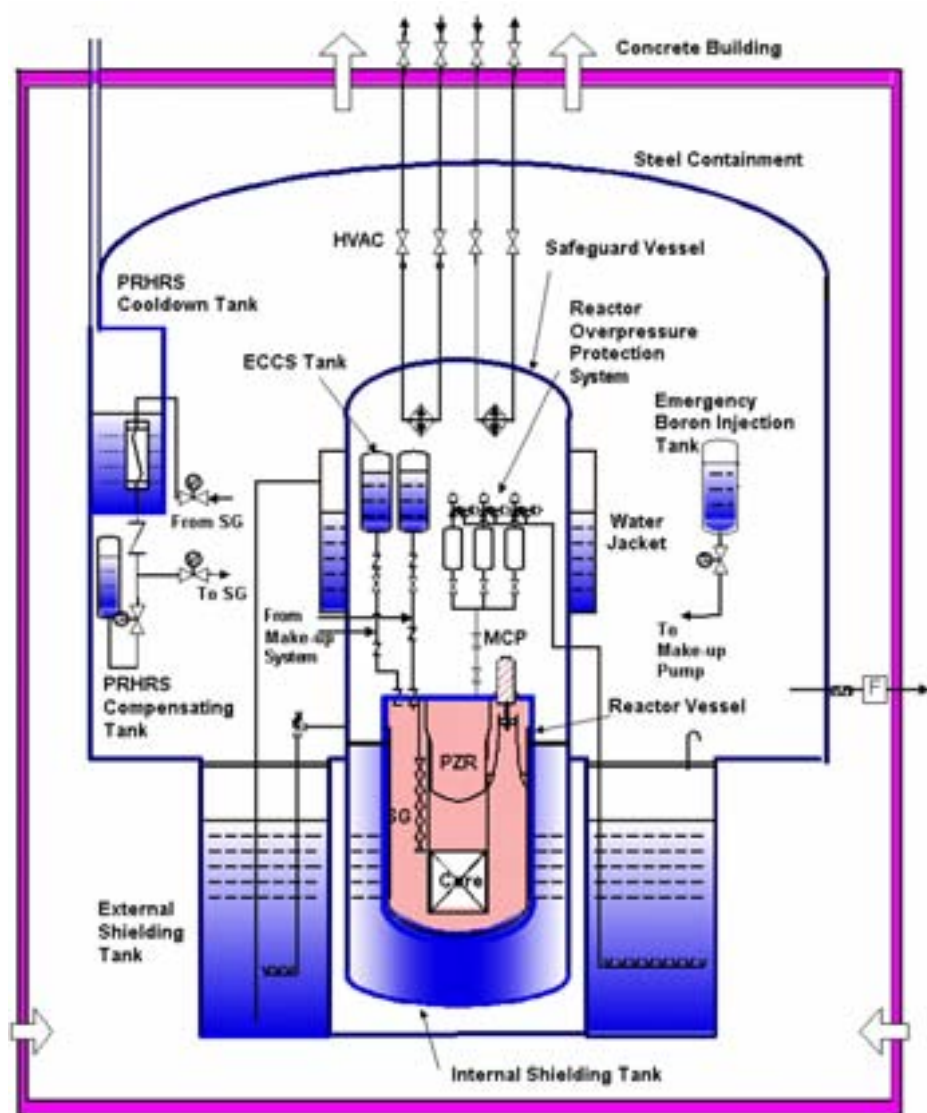 Concrete Building
Steel Containment
HVAC
Safeguard Vessel
PRHRS
Cooldown Tank
Reactor
Overpressure
Protection
System
ECCS Tank
Emergency
Boron Injection
Tank
From SG
Water
Jacket
To SG
From
Make-up
System
MCP
To
Make-up
Pump
PRHRS
Compensating
Tank
F
Reactor Vessel
PZR
SG
Core
External
Shielding
Tank
Internal Shielding Tank